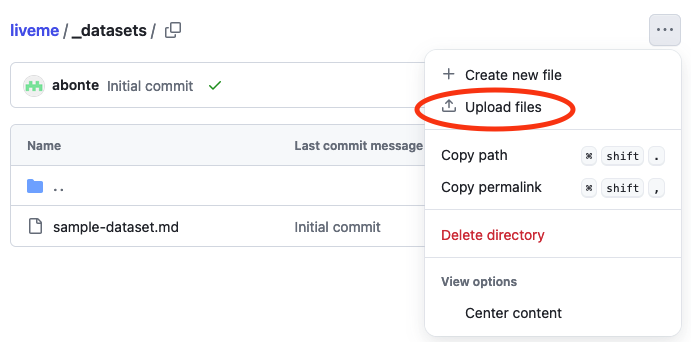 liveme / _datasets /
abonte Initial commit
Name Last commit message
..
sample-dataset.md Initial commit
Create new file
Upload files
Copy path ⌘ shift .
Copy permalink ⌘ shift ,
Delete directory
View options
Center content